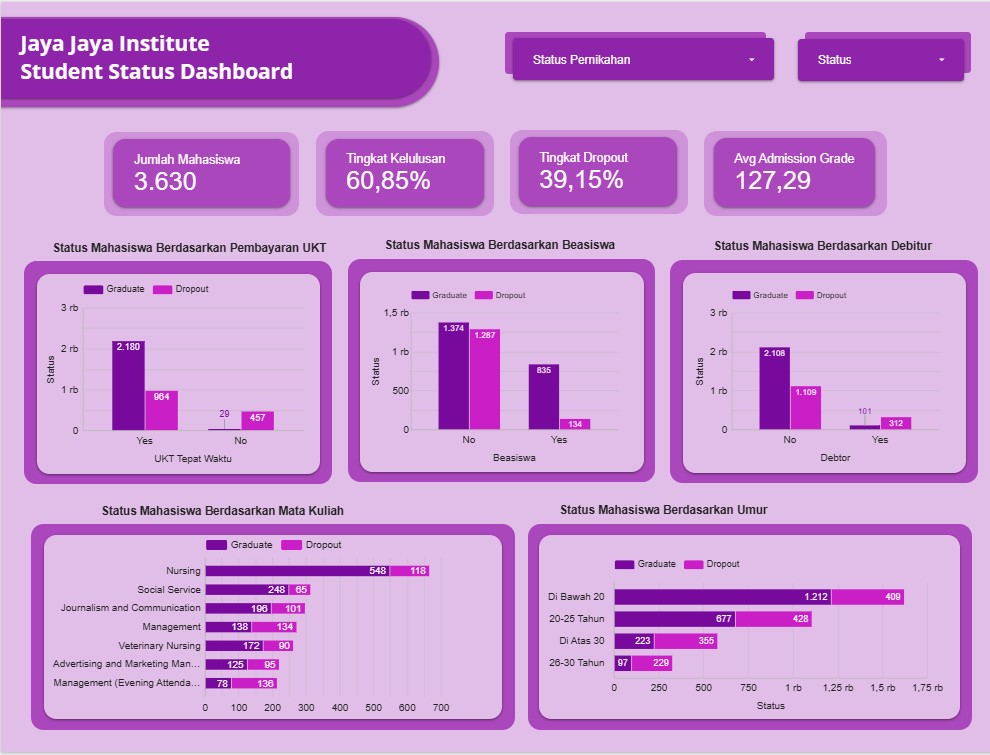 Jaya Jaya Institute
Student Status Dashboard
Status Pernikahan
Status
Jumlah Mahasiswa
3.630
Tingkat Kelulusan
60,85%
Tingkat Dropout
39,15%
Avg Admission Grade
127,29
Status Mahasiswa Berdasarkan Pembayaran UKT
Graduate Dropout
3 rb
2 rb
1 rb
0
Status
2.180
964
29
457
Yes No
UKT Tepat Waktu
Status Mahasiswa Berdasarkan Beasiswa
Graduate Dropout
1,5 rb
1 rb
500
0
Status
1.374
1.287
835
134
No Yes
Beasiswa
Status Mahasiswa Berdasarkan Debitur
Graduate Dropout
3 rb
2 rb
1 rb
0
Status
2.108
1.109
101
312
No Yes
Debtor
Status Mahasiswa Berdasarkan Mata Kuliah
Graduate Dropout
Nursing 548 118
Social Service 248 65
Journalism and Communication 196 101
Management 138 134
Veterinary Nursing 172 90
Advertising and Marketing Man... 125 95
Management (Evening Attenda... 78 136
0 100 200 300 400 500 600 700
Status Mahasiswa Berdasarkan Umur
Graduate Dropout
Di Bawah 20 1.212 409
20-25 Tahun 677 428
Di Atas 30 223 355
26-30 Tahun 97 229
0 250 500 750 1 rb 1,25 rb 1,5 rb 1,75 rb
Status